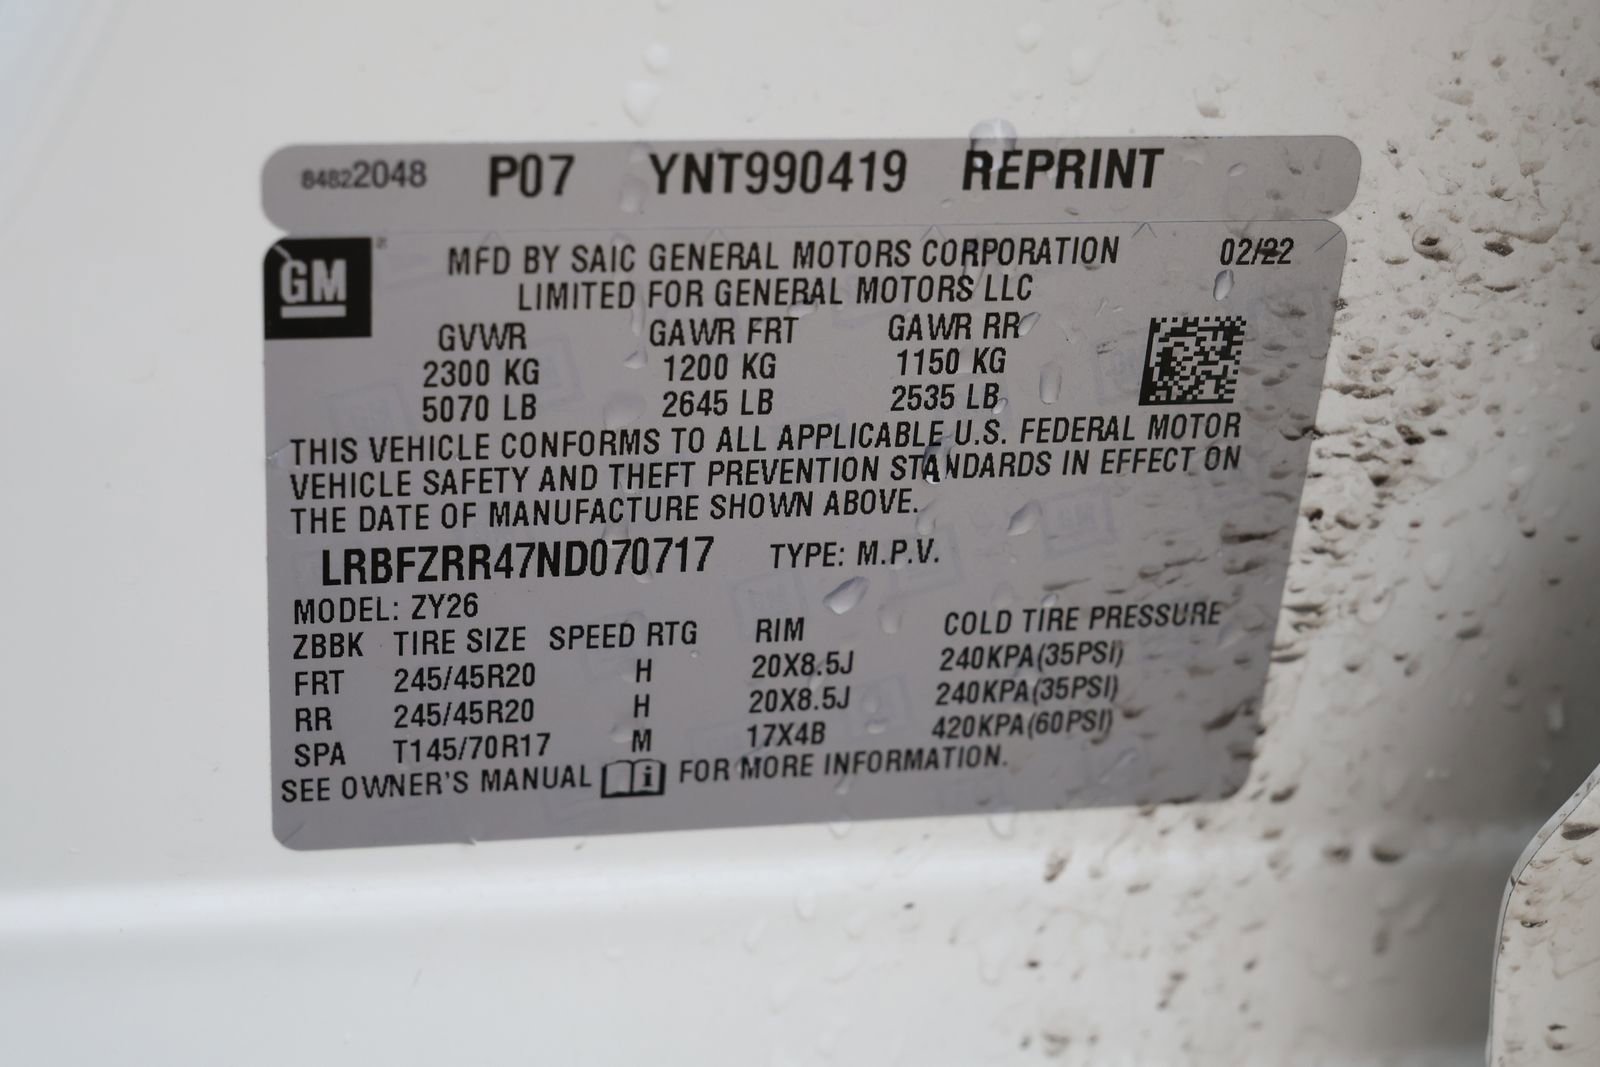 84822048 P07 YNT990419 REPRINT
GM ®
MFD BY SAIC GENERAL MOTORS CORPORATION 02/22
LIMITED FOR GENERAL MOTORS LLC
GVWR GAWR FRT GAWR RR
2300 KG 1200 KG 1150 KG
5070 LB 2645 LB 2535 LB
THIS VEHICLE CONFORMS TO ALL APPLICABLE U.S. FEDERAL MOTOR
VEHICLE SAFETY AND THEFT PREVENTION STANDARDS IN EFFECT ON
THE DATE OF MANUFACTURE SHOWN ABOVE.
LRBFZRR47ND070717 TYPE: M.P.V.
MODEL: ZY26
ZBBK TIRE SIZE SPEED RTG RIM COLD TIRE PRESSURE
FRT 245/45R20 H 20X8.5J 240KPA(35PSI)
RR 245/45R20 H 20X8.5J 240KPA(35PSI)
SPA T145/70R17 M 17X4B 420KPA(60PSI)
SEE OWNER'S MANUAL i FOR MORE INFORMATION.